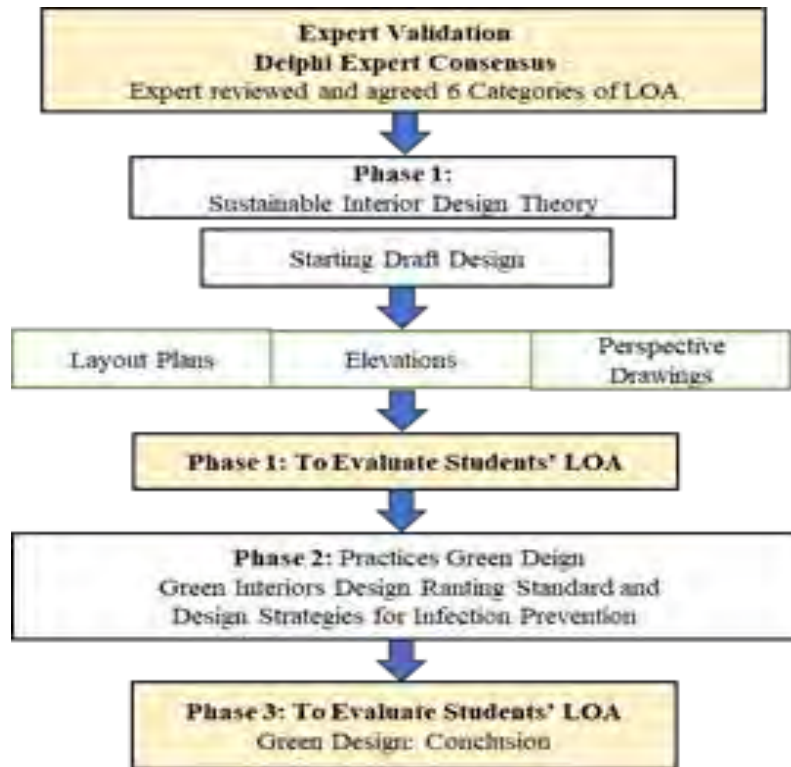 Expert Validation
Delphi Expert Consensus
Expert reviewed and agreed 6 Categories of LOA
Phase 1:
Sustainable Interior Design Theory
Starting Draft Design
Layout Plans
Elevations
Perspective
Drawings
Phase 1: To Evaluate Students’ LOA
Phase 2: Practices Green Deign
Green Interiors Design Ranting Standard and
Design Strategies for Infection Prevention
Phase 3: To Evaluate Students’ LOA
Green Design: Conclusion